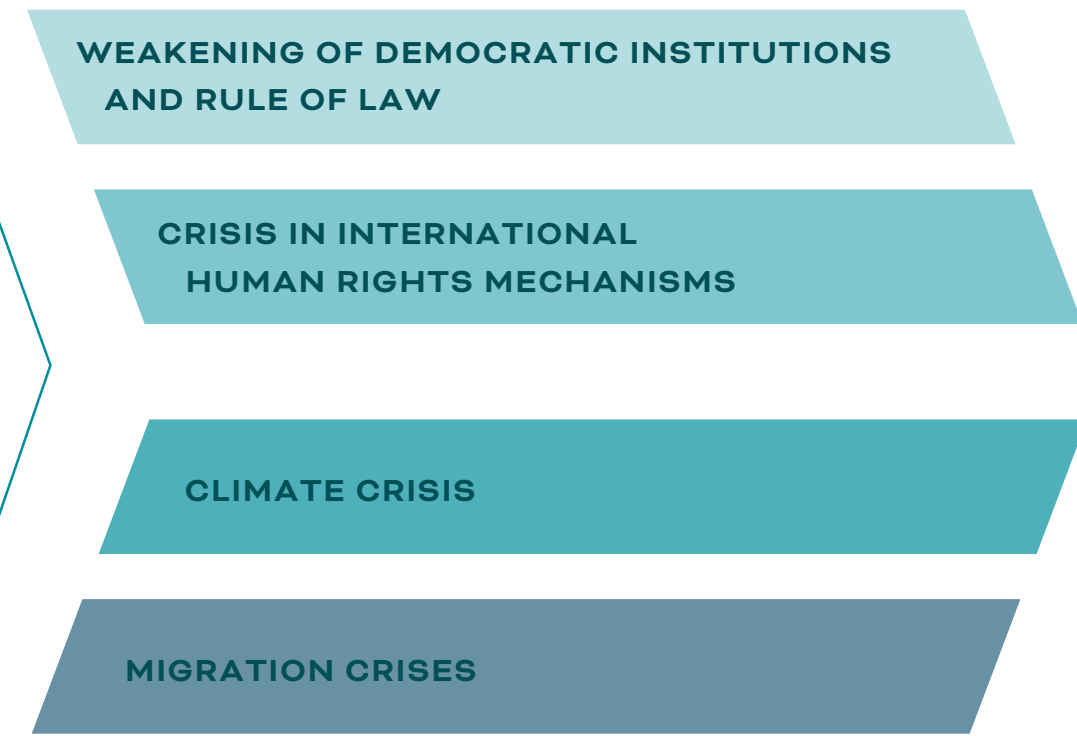 WEAKENING OF DEMOCRATIC INSTITUTIONS
AND RULE OF LAW
CRISIS IN INTERNATIONAL
HUMAN RIGHTS MECHANISMS
CLIMATE CRISIS
MIGRATION CRISES